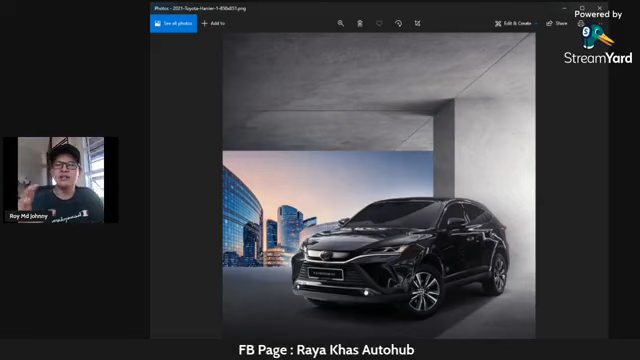 Photos - 2021-Toyota-Harrier-1-850x851.png
See all photos
Add to
Edit & Create
Share
Powered by
StreamYard
Roy Md Johnny
FB Page : Raya Khas Autohub